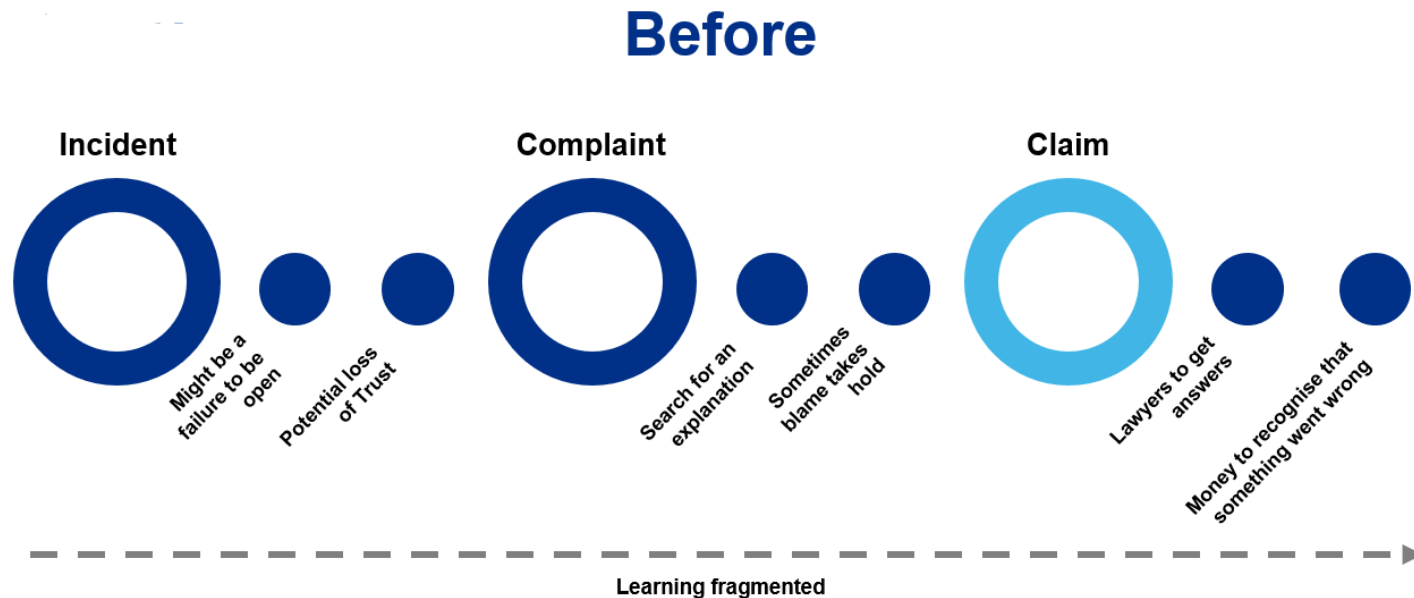 Before
Incident
Complaint
Claim
Might be a
failure to be
open
Potential loss
of Trust
Search for an
explanation
Sometimes
blame takes
hold
Lawyers to get
answers
Money to recognise that
something went wrong
Learning fragmented